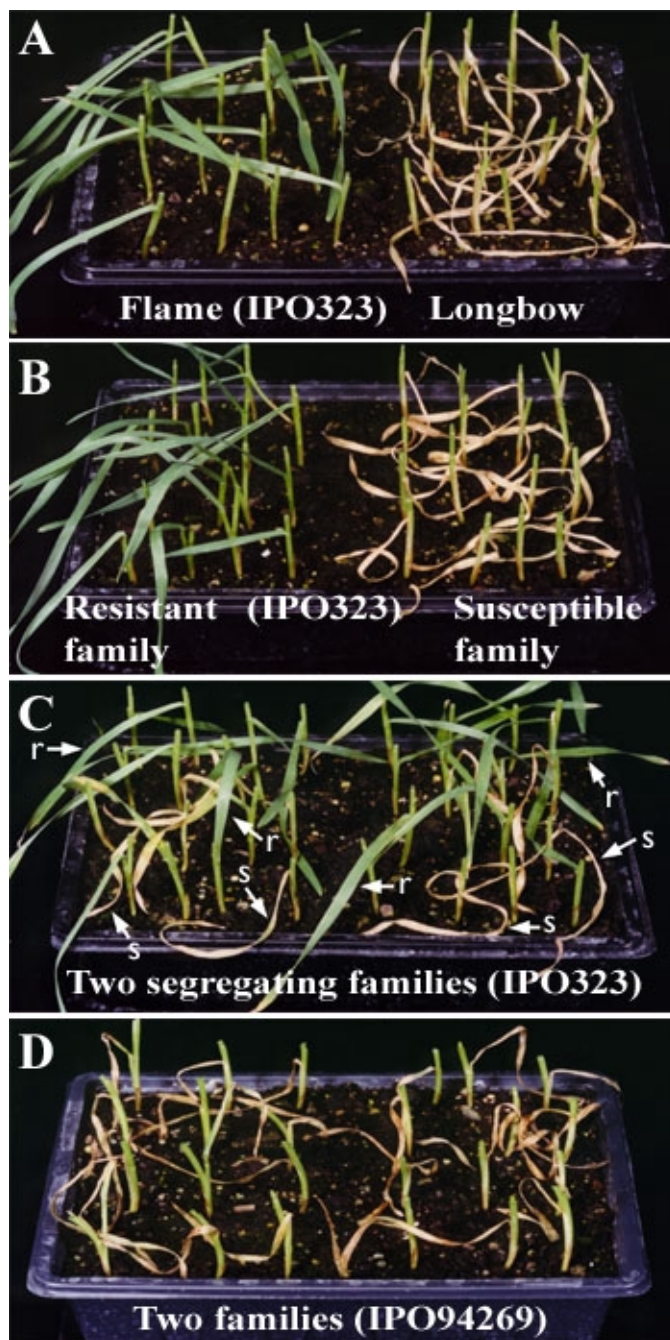 A
Flame (IPO323) Longbow
B
Resistant (IPO323) Susceptible
family family
C
r
r
r
s
s
r
s
s
Two segregating families (IPO323)
D
Two families (IPO94269)